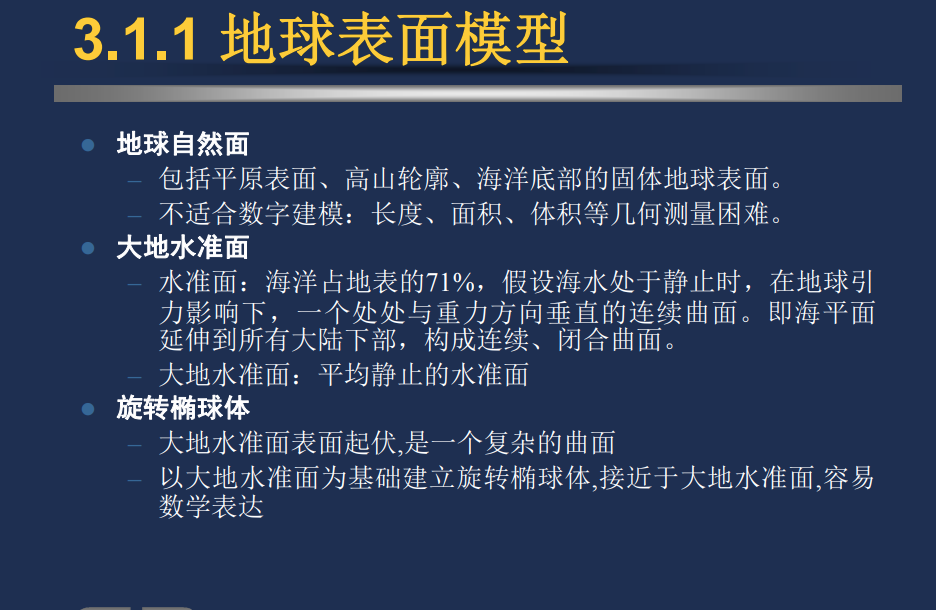 3.1.1 地球表面模型
地球自然面
– 包括平原表面、高山轮廓、海洋底部的固体地球表面。
– 不适合数字建模：长度、面积、体积等几何测量困难。
大地水准面
– 水准面：海洋占地表的71%，假设海水处于静止时，在地球引
力影响下，一个处处与重力方向垂直的连续曲面。即海平面
延伸到所有大陆下部，构成连续、闭合曲面。
– 大地水准面：平均静止的水准面
旋转椭球体
– 大地水准面表面起伏,是一个复杂的曲面
– 以大地水准面为基础建立旋转椭球体,接近于大地水准面,容易
数学表达